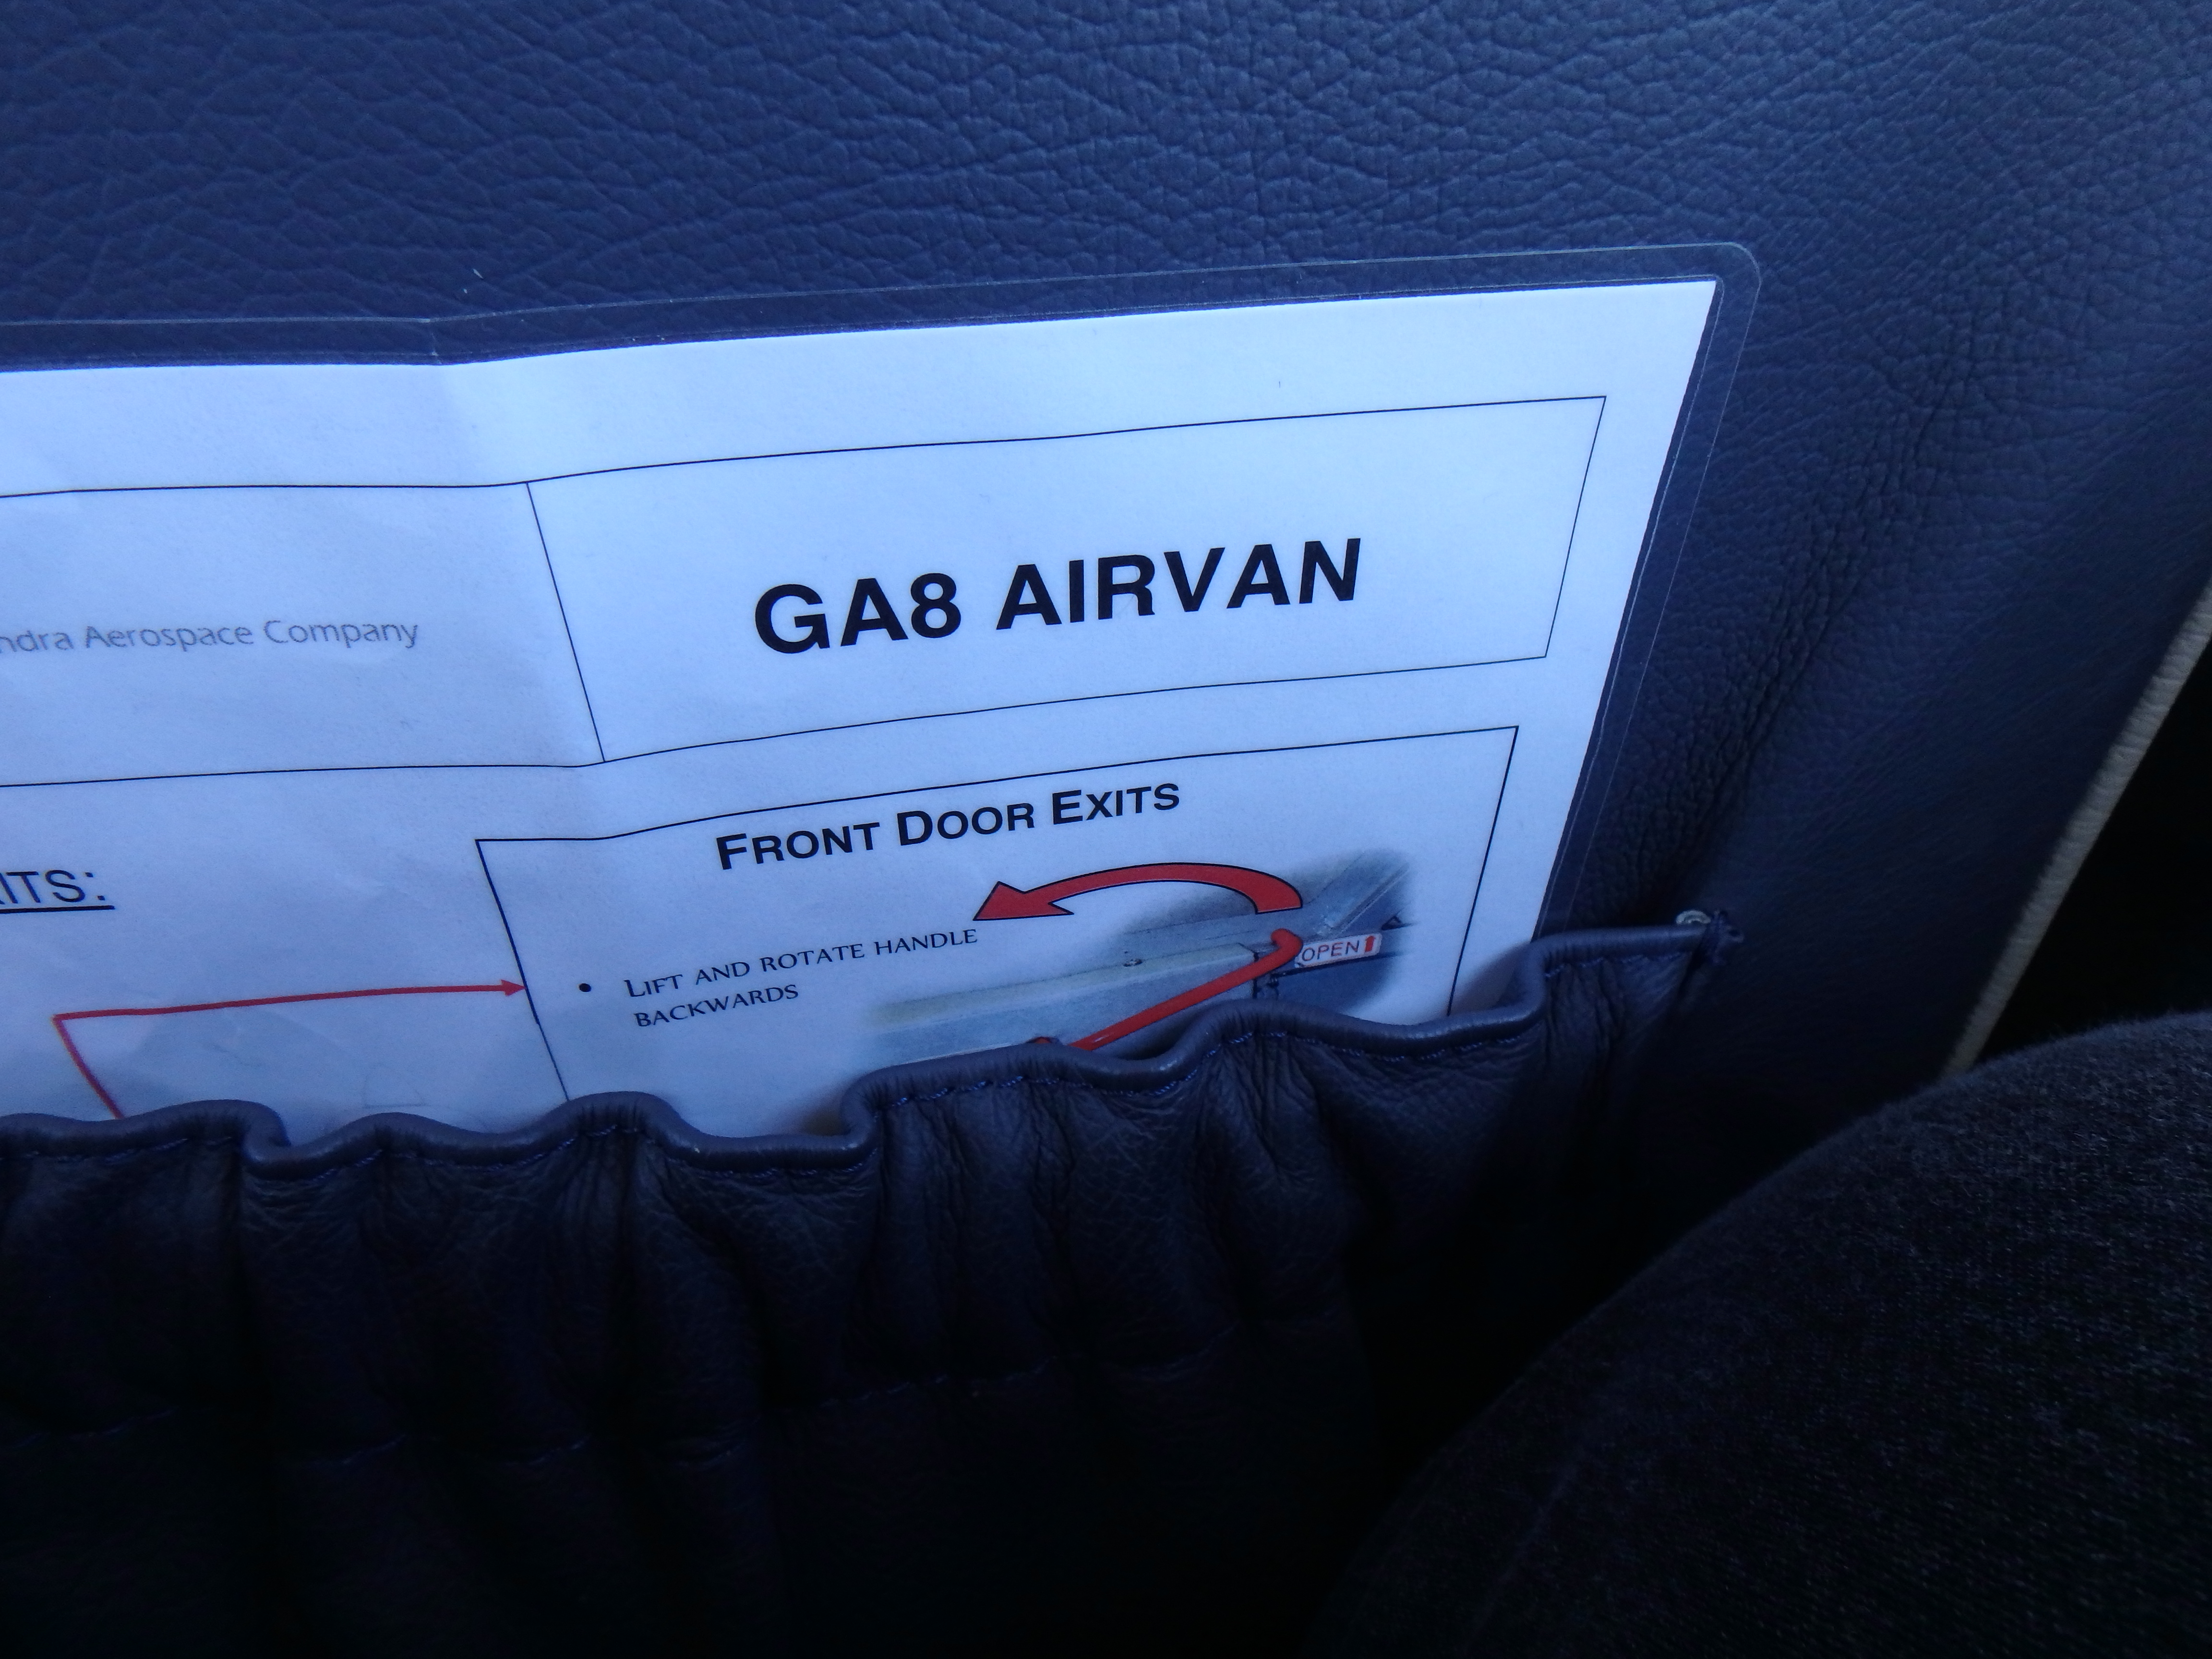 GA8 AIRVAN
ndra Aerospace Company
FRONT DOOR EXITS
ITS:
• LIFT AND ROTATE HANDLE
BACKWARDS
OPEN